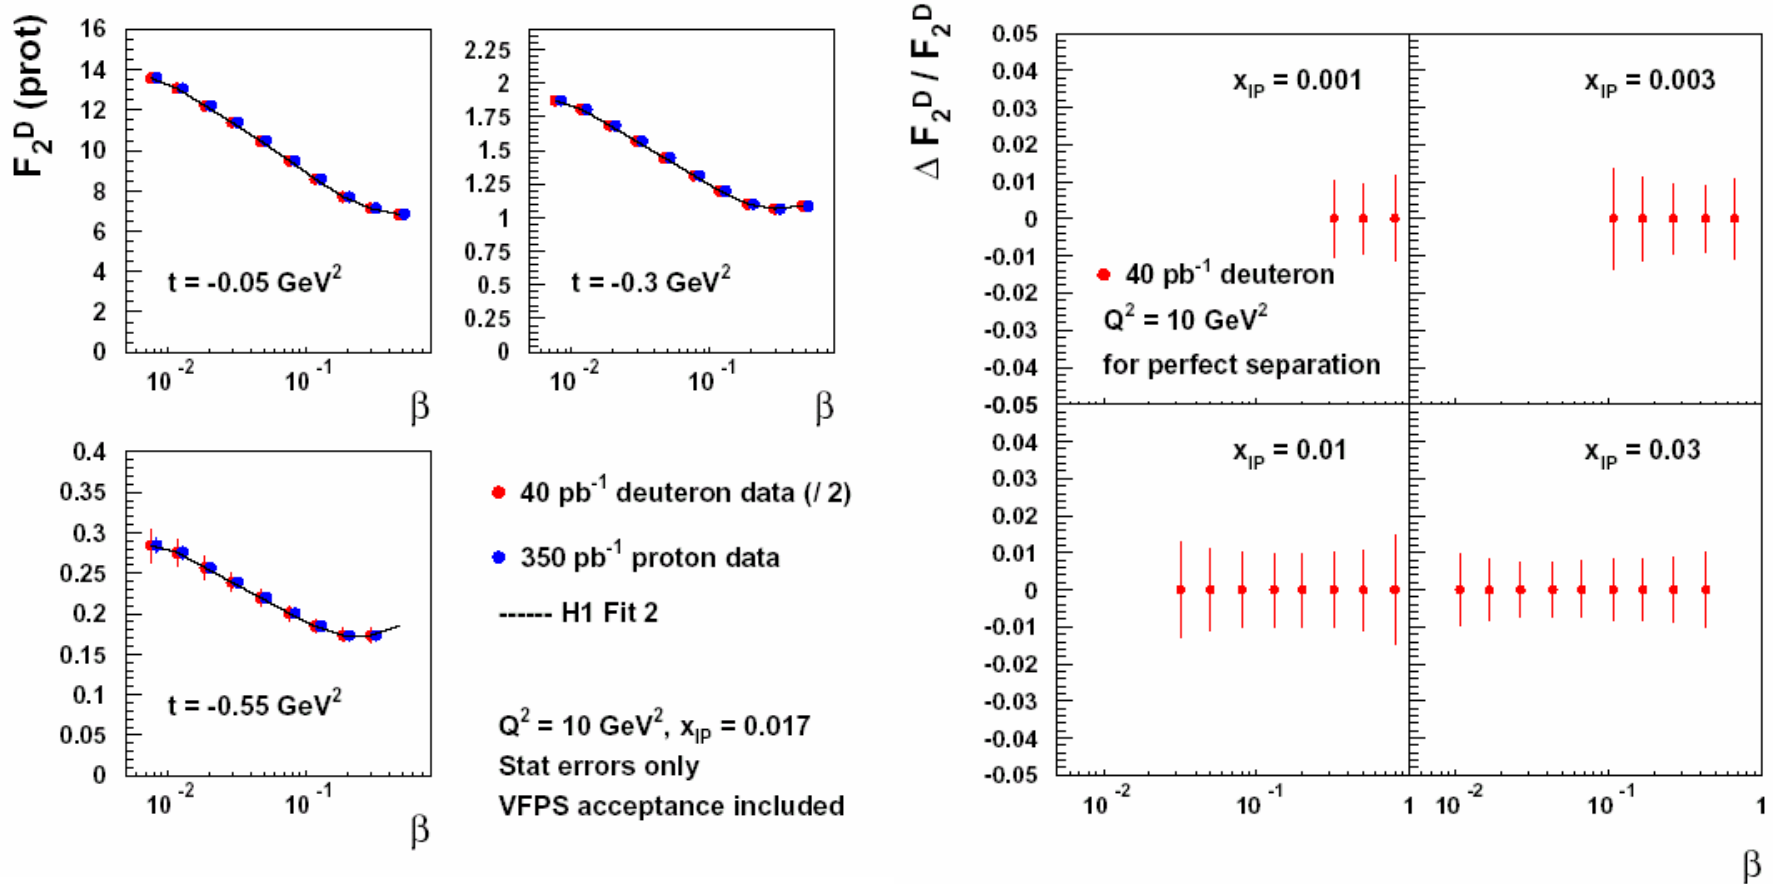 F₂ᴰ (prot)
16
14
12
10
8
6
4
2
0
10⁻²
10⁻¹
β
t = -0.05 GeV²
2.25
2
1.75
1.5
1.25
1
0.75
0.5
0.25
0
10⁻²
10⁻¹
β
t = -0.3 GeV²
0.4
0.35
0.3
0.25
0.2
0.15
0.1
0.05
0
10⁻²
10⁻¹
β
t = -0.55 GeV²
40 pb⁻¹ deuteron data (/ 2)
350 pb⁻¹ proton data
------ H1 Fit 2
Q² = 10 GeV², x_IP = 0.017
Stat errors only
VFPS acceptance included
Δ F₂ᴰ / F₂ᴰ
0.05
0.04
0.03
0.02
0.01
0
-0.01
-0.02
-0.03
-0.04
-0.05
x_IP = 0.001
40 pb⁻¹ deuteron
Q² = 10 GeV²
for perfect separation
x_IP = 0.003
0.04
0.03
0.02
0.01
0
-0.01
-0.02
-0.03
-0.04
-0.05
x_IP = 0.01
x_IP = 0.03
10⁻²
10⁻¹
1
10⁻²
10⁻¹
1
β